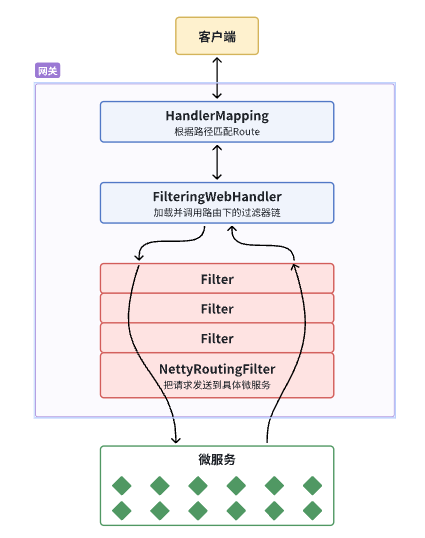 客户端
网关
HandlerMapping
根据路径匹配Route
FilteringWebHandler
加载并调用路由下的过滤器链
Filter
Filter
Filter
NettyRoutingFilter
把请求发送到具体微服务
微服务